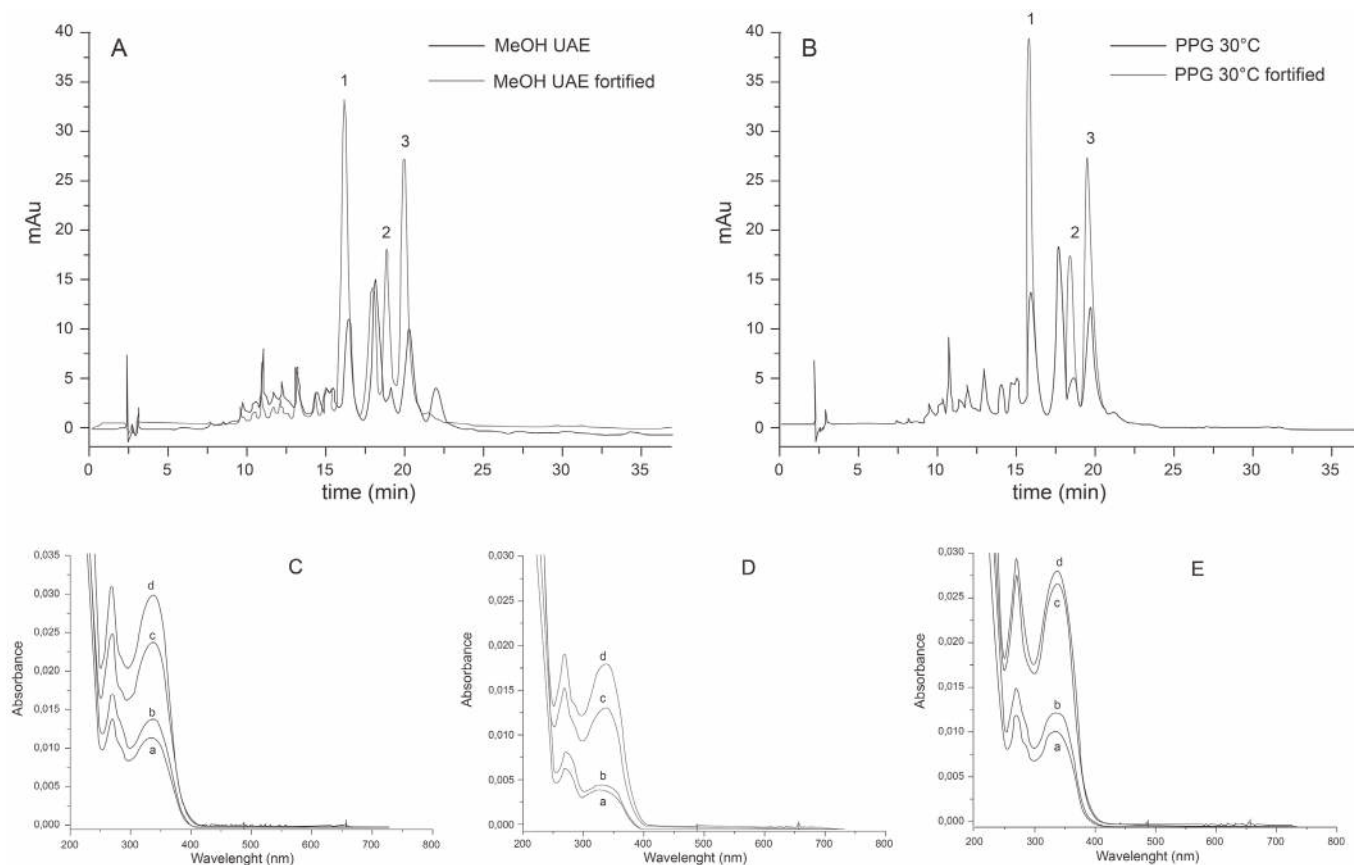 A
MeOH UAE
MeOH UAE fortified
1
2
3
40
35
30
25
20
15
10
5
0
mAu
0 5 10 15 20 25 30 35
time (min)
B
PPG 30°C
PPG 30°C fortified
1
2
3
40
35
30
25
20
15
10
5
0
mAu
0 5 10 15 20 25 30 35
time (min)
C
d
c
b
a
0,035
0,030
0,025
0,020
0,015
0,010
0,005
0,000
Absorbance
200 300 400 500 600 700 800
Wavelenght (nm)
D
d
c
b
a
0,030
0,025
0,020
0,015
0,010
0,005
0,000
Absorbance
200 300 400 500 600 700 800
Wavelenght (nm)
E
d
c
b
a
0,030
0,025
0,020
0,015
0,010
0,005
0,000
Absorbance
200 300 400 500 600 700 800
Wavelenght (nm)